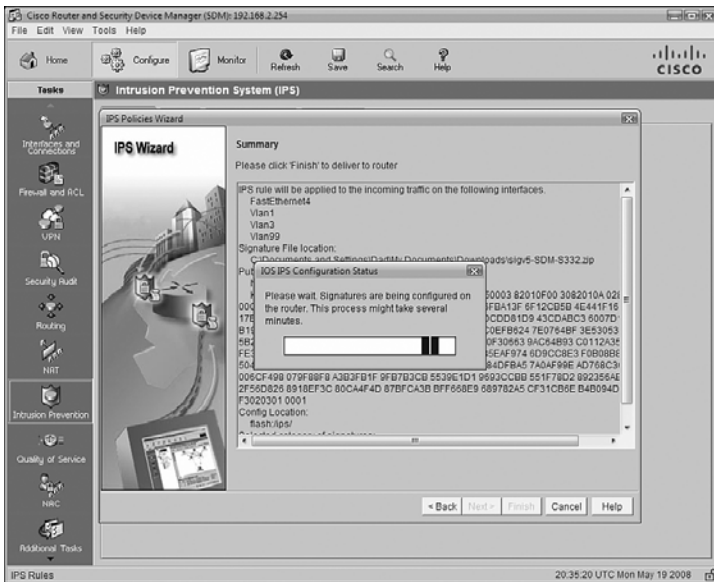 Cisco Router and Security Device Manager (SDM): 192.168.2.254
File Edit View Tools Help
Home Configure Monitor Refresh Save Search Help
CISCO
Tasks
Intrusion Prevention System (IPS)
Interfaces and Connections
Firewall and ACL
VPN
Security Audit
Routing
NAT
Intrusion Prevention
Quality of Service
NAC
Additional Tasks
IPS Policies Wizard
IPS Wizard
Summary
Please click 'Finish' to deliver to router
IPS rule will be applied to the incoming traffic on the following interfaces.
FastEthernet4
Vlan1
Vlan3
Vlan99
Signature File location:
C:\Documents and Settings\Dad\My Documents\Downloads\sigv5-SDM-S332.zip
IOS IPS Configuration Status
Please wait. Signatures are being configured on
the router. This process might take several
minutes.
50003 82010F00 3082010A
006CF498 079F88F8 A3B3FB1F 9FB7B3CB 5539E1D1 9693CCBB 551F78D2 892356AE
2F56D826 8918EF3C 80CA4F4D 87BFCA3B BFF668E9 689782A5 CF31CB6E B4B094D
F3020301 0001
Config Location:
flash:/ips/
< Back Next > Finish Cancel Help
IPS Rules
20:35:20 UTC Mon May 19 2008